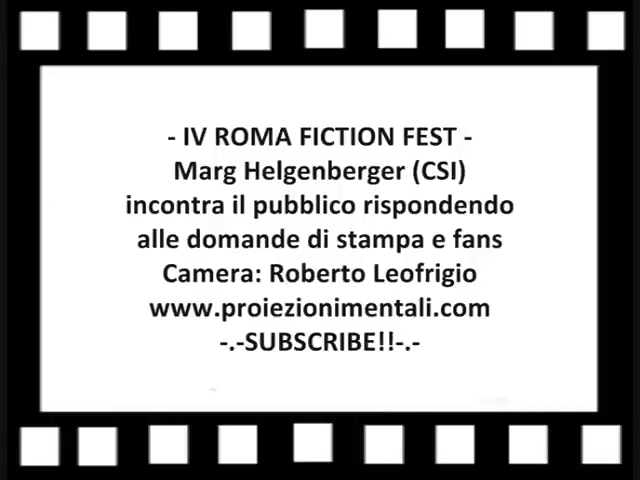 - IV ROMA FICTION FEST -
Marg Helgenberger (CSI)
incontra il pubblico rispondendo
alle domande di stampa e fans
Camera: Roberto Leofrigio
www.proiezionimentali.com
-.-SUBSCRIBE!!-.-